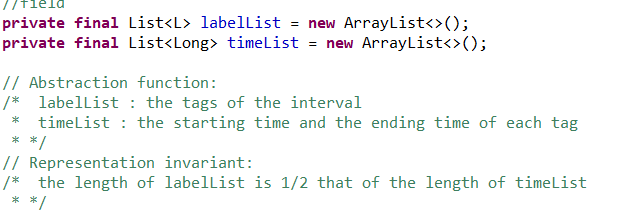 //field
private final List<L> labelList = new ArrayList<>();
private final List<Long> timeList = new ArrayList<>();
// Abstraction function:
/*  labelList : the tags of the interval
 *  timeList : the starting time and the ending time of each tag
 * */
// Representation invariant:
/*  the length of labelList is 1/2 that of the length of timeList
 * */